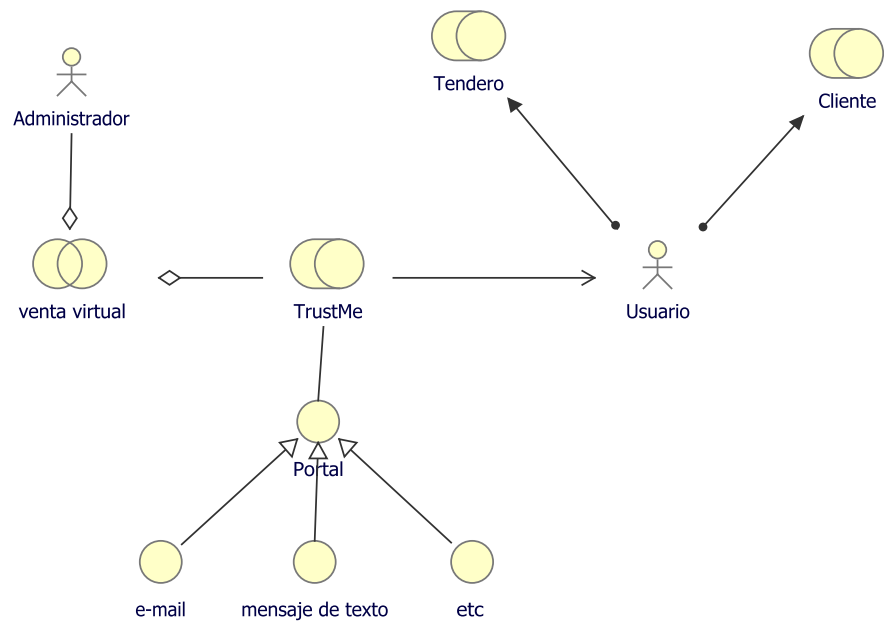 Tendero
Cliente
Administrador
venta virtual
TrustMe
Usuario
Portal
e-mail
mensaje de texto
etc